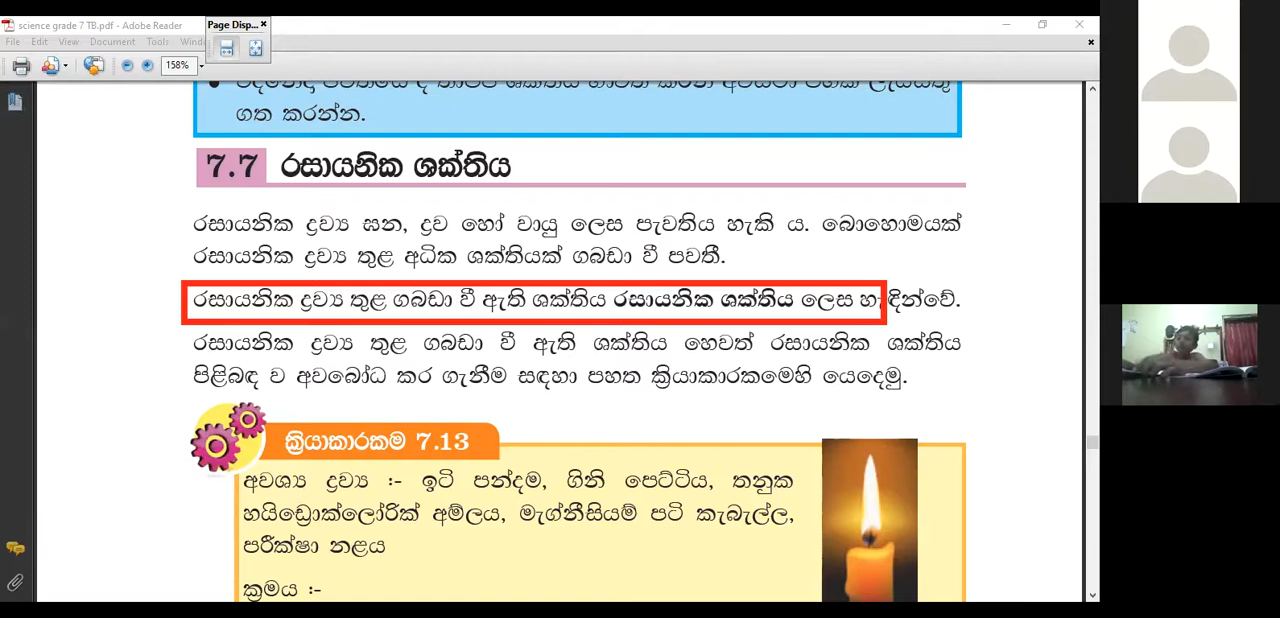 science grade 7 TB.pdf - Adobe Reader
Page Disp...
File Edit View Document Tools Wind
158%
ගත කරන්න.
7.7 රසායනික ශක්තිය
රසායනික ද්‍රව්‍ය ඝන, ද්‍රව හෝ වායු ලෙස පැවතිය හැකි ය. බොහොමයක්
රසායනික ද්‍රව්‍ය තුළ අධික ශක්තියක් ගබඩා වී පවතී.
රසායනික ද්‍රව්‍ය තුළ ගබඩා වී ඇති ශක්තිය රසායනික ශක්තිය ලෙස හැඳින්වේ.
රසායනික ද්‍රව්‍ය තුළ ගබඩා වී ඇති ශක්තිය හෙවත් රසායනික ශක්තිය
පිළිබඳ ව අවබෝධ කර ගැනීම සඳහා පහත ක්‍රියාකාරකමෙහි යෙදෙමු.
ක්‍රියාකාරකම 7.13
අවශ්‍ය ද්‍රව්‍ය :- ඉටි පන්දම, ගිනි පෙට්ටිය, තනුක
හයිඩ්‍රොක්ලෝරික් අම්ලය, මැග්නීසියම් පටි කැබැල්ල,
පරීක්ෂා නළය
ක්‍රමය :-